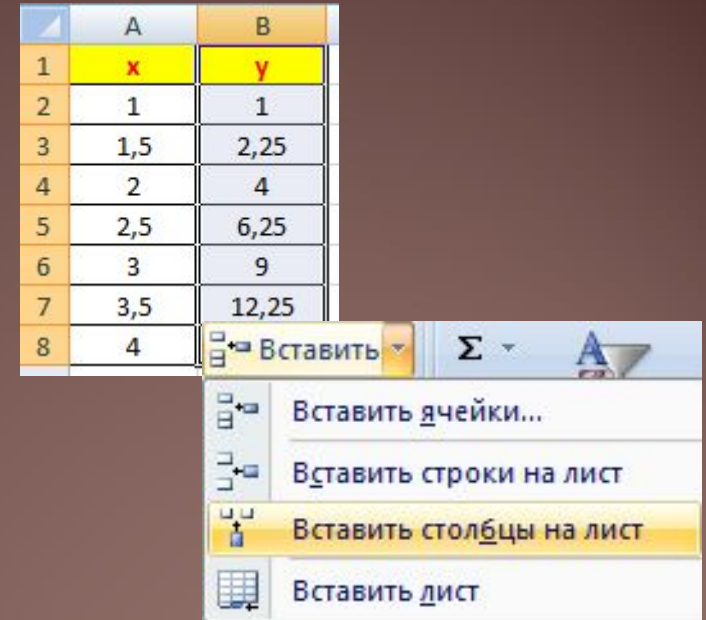 A B
1 x y
2 1 1
3 1,5 2,25
4 2 4
5 2,5 6,25
6 3 9
7 3,5 12,25
8 4
Вставить Σ A
Вставить ячейки...
Вставить строки на лист
Вставить столбцы на лист
Вставить лист